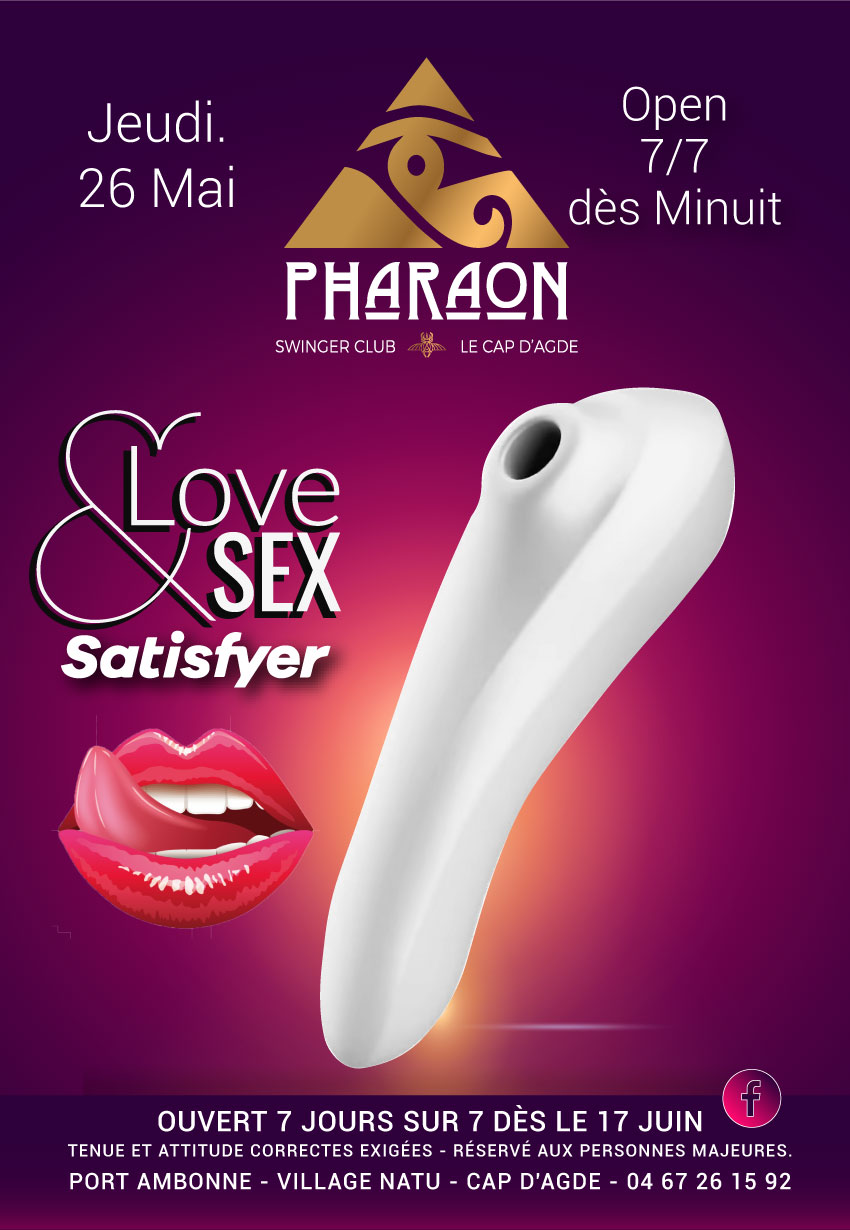 Jeudi.
26 Mai
Open
7/7
dès Minuit
PHARAON
SWINGER CLUB LE CAP D'AGDE
& Love
SEX
Satisfyer
f
OUVERT 7 JOURS SUR 7 DÈS LE 17 JUIN
TENUE ET ATTITUDE CORRECTES EXIGÉES - RÉSERVÉ AUX PERSONNES MAJEURES.
PORT AMBONNE - VILLAGE NATU - CAP D'AGDE - 04 67 26 15 92